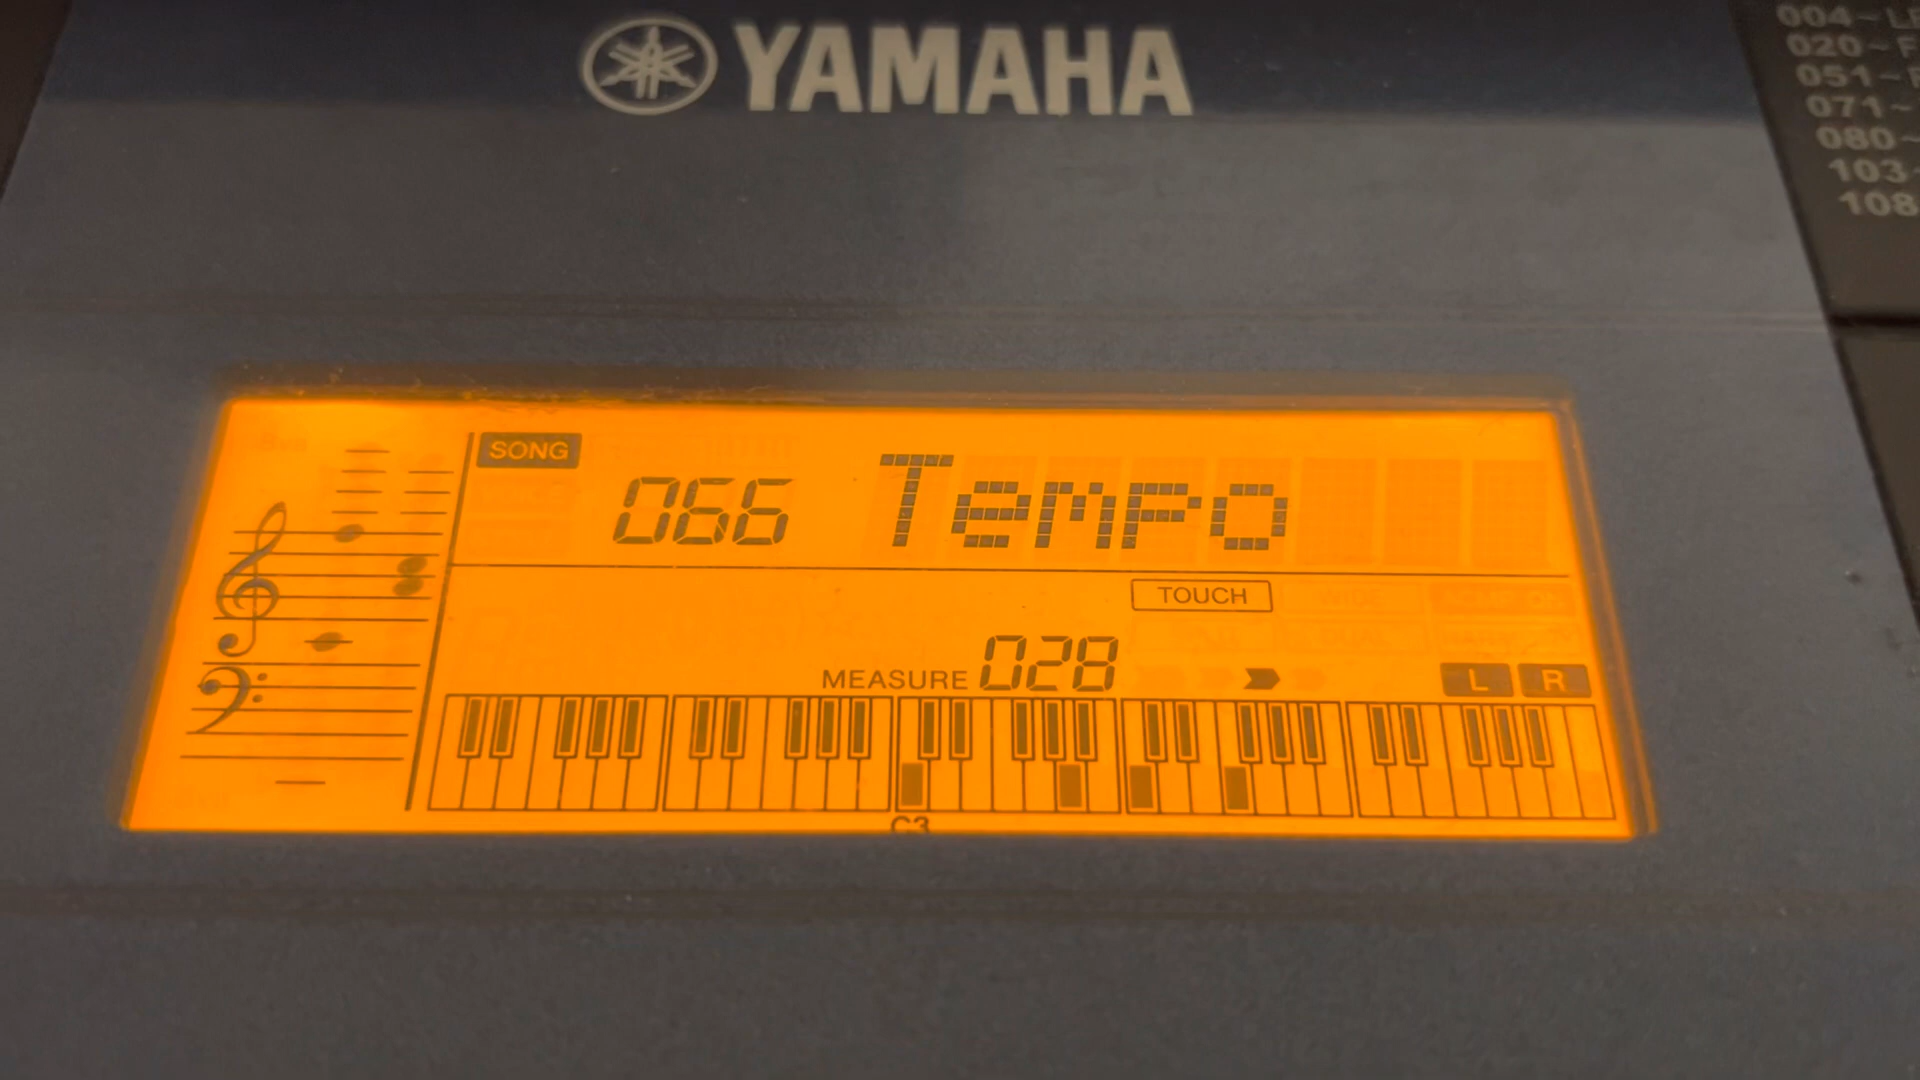 YAMAHA
004~L
020~F
051~
071~
080~
103
108
SONG
066 Tempo
TOUCH
MEASURE 028
L R
C3